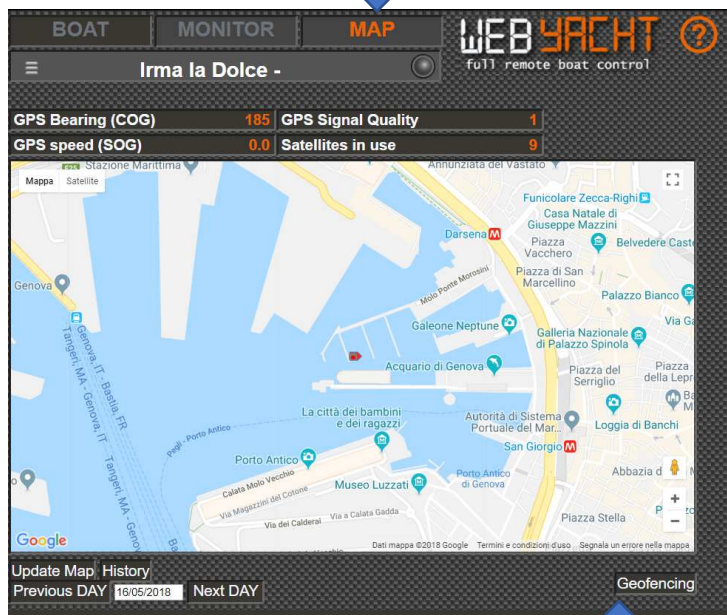 BOAT MONITOR MAP
WEB YACHT
full remote boat control
?
Irma la Dolce -
GPS Bearing (COG) 185 GPS Signal Quality 1
GPS speed (SOG) 0.0 Satellites in use 9
Stazione Marittima
Annunziata del Vastato
Mappa Satellite
Funicolare Zecca-Righi
Casa Natale di
Giuseppe Mazzini
Darsena M
Piazza
Vacchero
Belvedere Caste
Piazza di San
Marcellino
Genova
Molo Ponte Morosini
Palazzo Bianco
Galeone Neptune
Via Ga
Galleria Nazionale
di Palazzo Spinola
Genova, IT - Bastia, FR
Tangeri, MA - Genova, IT
Tangeri, MA - Genova
Acquario di Genova
Piazza del
Serriglio
Piazza
della Lepr
La città dei bambini
e dei ragazzi
Autorità di Sistema
Portuale del Mar...
Loggia di Banchi
San Giorgio M
Pegli - Porto Antico
Porto Antico
Calata Molo Vecchio
Museo Luzzati
Porto Antico
di Genova
Abbazia d
Via Magazzini del Cotone
Via dei Calderai
Via a Calata Gadda
Piazza Stella
+
−
Google
Dati mappa ©2018 Google Termini e condizioni d'uso Segnala un errore nella mappa
Update Map History
Geofencing
Previous DAY 16/05/2018 Next DAY